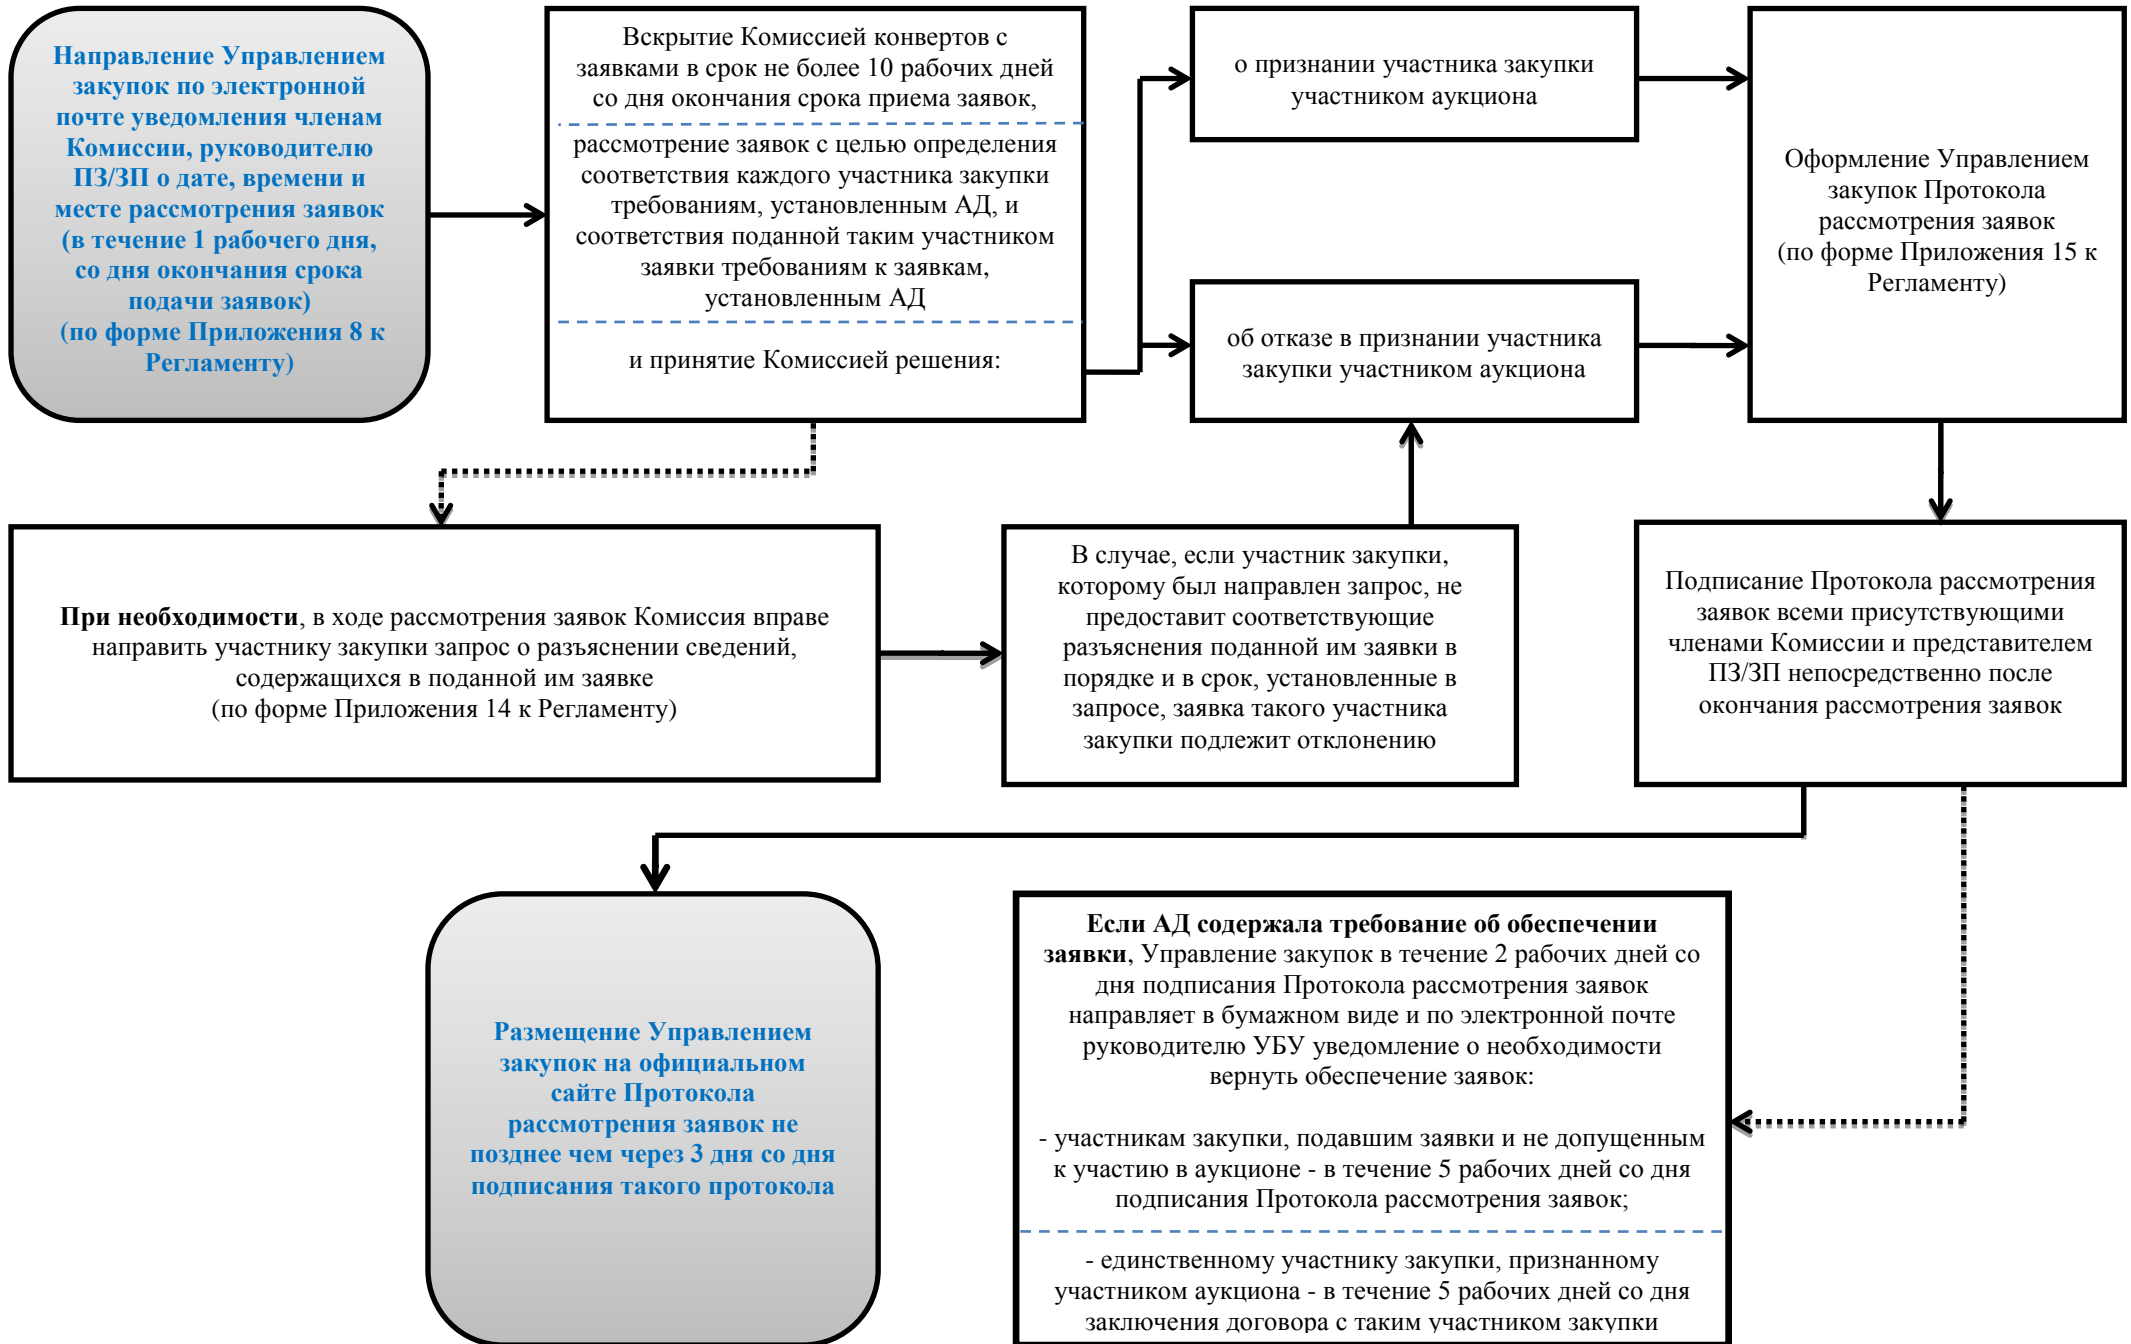 Направление Управлением
закупок по электронной
почте уведомления членам
Комиссии, руководителю
ПЗ/ЗП о дате, времени и
месте рассмотрения заявок
(в течение 1 рабочего дня,
со дня окончания срока
подачи заявок)
(по форме Приложения 8 к
Регламенту)
Вскрытие Комиссией конвертов с
заявками в срок не более 10 рабочих дней
со дня окончания срока приема заявок,
рассмотрение заявок с целью определения
соответствия каждого участника закупки
требованиям, установленным АД, и
соответствия поданной таким участником
заявки требованиям к заявкам,
установленным АД
и принятие Комиссией решения:
о признании участника закупки
участником аукциона
об отказе в признании участника
закупки участником аукциона
Оформление Управлением
закупок Протокола
рассмотрения заявок
(по форме Приложения 15 к
Регламенту)
При необходимости, в ходе рассмотрения заявок Комиссия вправе
направить участнику закупки запрос о разъяснении сведений,
содержащихся в поданной им заявке
(по форме Приложения 14 к Регламенту)
В случае, если участник закупки,
которому был направлен запрос, не
предоставит соответствующие
разъяснения поданной им заявки в
порядке и в срок, установленные в
запросе, заявка такого участника
закупки подлежит отклонению
Подписание Протокола рассмотрения
заявок всеми присутствующими
членами Комиссии и представителем
ПЗ/ЗП непосредственно после
окончания рассмотрения заявок
Размещение Управлением
закупок на официальном
сайте Протокола
рассмотрения заявок не
позднее чем через 3 дня со дня
подписания такого протокола
Если АД содержала требование об обеспечении
заявки, Управление закупок в течение 2 рабочих дней со
дня подписания Протокола рассмотрения заявок
направляет в бумажном виде и по электронной почте
руководителю УБУ уведомление о необходимости
вернуть обеспечение заявок:
- участникам закупки, подавшим заявки и не допущенным
к участию в аукционе - в течение 5 рабочих дней со дня
подписания Протокола рассмотрения заявок;
- единственному участнику закупки, признанному
участником аукциона - в течение 5 рабочих дней со дня
заключения договора с таким участником закупки